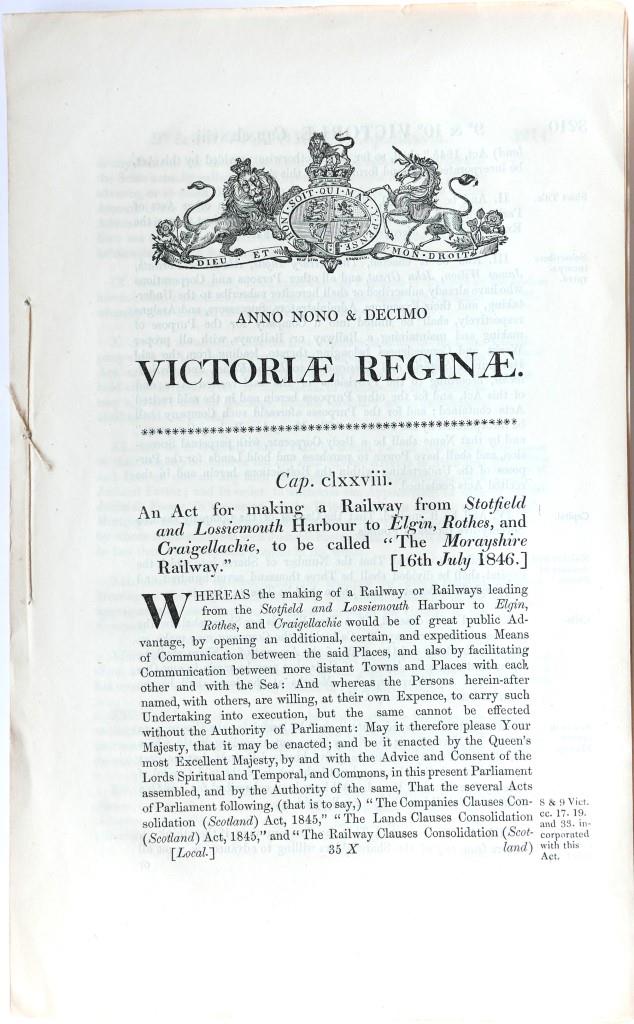 HONI·SOIT·QUI·MAL·Y·PENSE
DIEU ET MON DROIT
ANNO NONO & DECIMO
VICTORIÆ REGINÆ.
Cap. clxxviii.
An Act for making a Railway from Stotfield
and Lossiemouth Harbour to Elgin, Rothes, and
Craigellachie, to be called “The Morayshire
Railway.” [16th July 1846.]
WHEREAS the making of a Railway or Railways leading
from the Stotfield and Lossiemouth Harbour to Elgin,
Rothes, and Craigellachie would be of great public Ad-
vantage, by opening an additional, certain, and expeditious Means
of Communication between the said Places, and also by facilitating
Communication between more distant Towns and Places with each
other and with the Sea: And whereas the Persons herein-after
named, with others, are willing, at their own Expence, to carry such
Undertaking into execution, but the same cannot be effected
without the Authority of Parliament: May it therefore please Your
Majesty, that it may be enacted; and be it enacted by the Queen's
most Excellent Majesty, by and with the Advice and Consent of the
Lords Spiritual and Temporal, and Commons, in this present Parliament
assembled, and by the Authority of the same, That the several Acts
of Parliament following, (that is to say,) “The Companies Clauses Con-
solidation (Scotland) Act, 1845,” “The Lands Clauses Consolidation
(Scotland) Act, 1845,” and “The Railway Clauses Consolidation (Scot-
[Local.] 35 X land)
8 & 9 Vict.
cc. 17. 19.
and 33. in-
corporated
with this
Act.